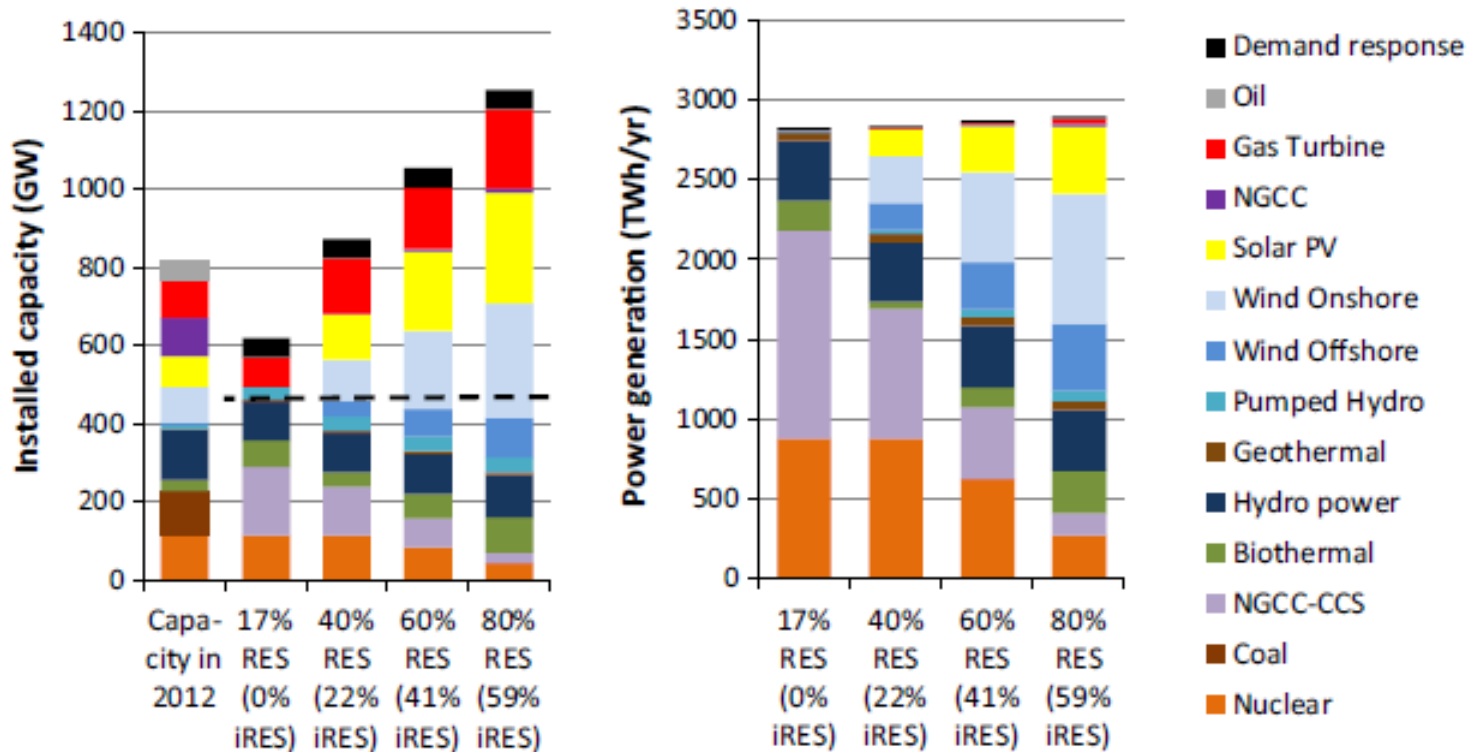 Installed capacity (GW)
1400
1200
1000
800
600
400
200
0
Capa-
city in
2012
17%
RES
(0%
iRES)
40%
RES
(22%
iRES)
60%
RES
(41%
iRES)
80%
RES
(59%
iRES)
Power generation (TWh/yr)
3500
3000
2500
2000
1500
1000
500
0
17%
RES
(0%
iRES)
40%
RES
(22%
iRES)
60%
RES
(41%
iRES)
80%
RES
(59%
iRES)
Demand response
Oil
Gas Turbine
NGCC
Solar PV
Wind Onshore
Wind Offshore
Pumped Hydro
Geothermal
Hydro power
Biothermal
NGCC-CCS
Coal
Nuclear